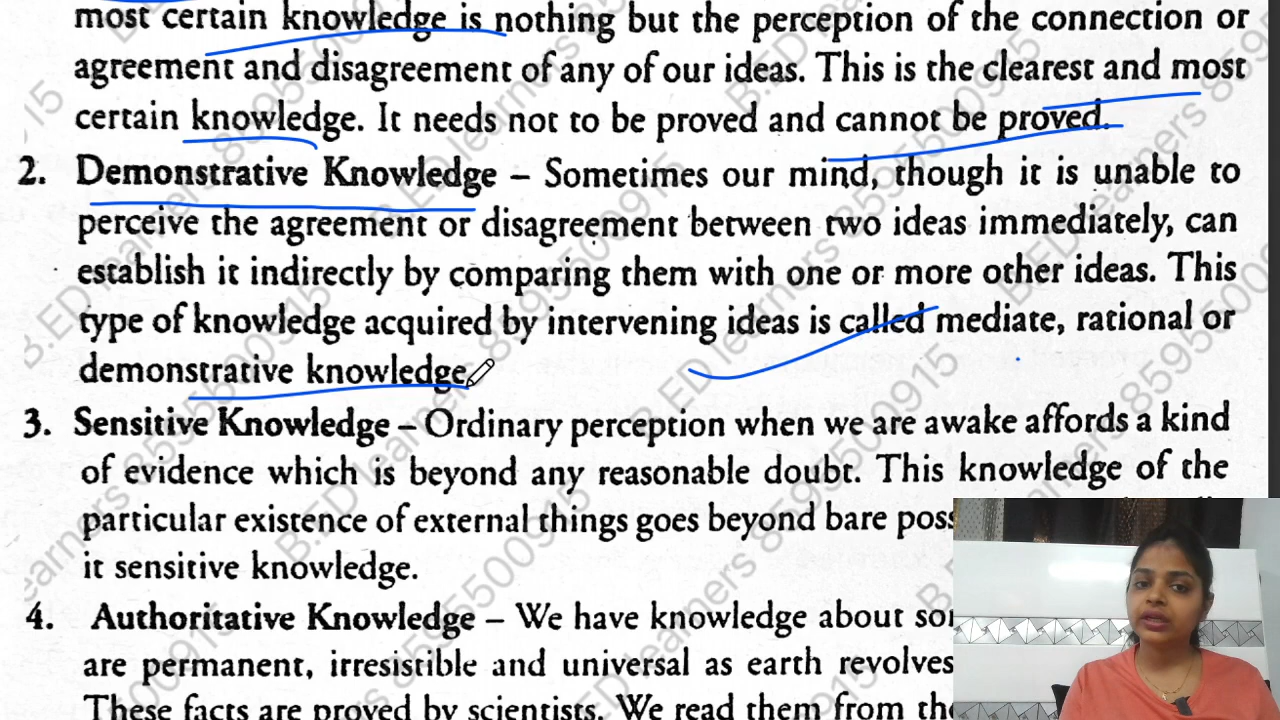 most certain knowledge is nothing but the perception of the connection or
agreement and disagreement of any of our ideas. This is the clearest and most
certain knowledge. It needs not to be proved and cannot be proved.
2. Demonstrative Knowledge – Sometimes our mind, though it is unable to
perceive the agreement or disagreement between two ideas immediately, can
establish it indirectly by comparing them with one or more other ideas. This
type of knowledge acquired by intervening ideas is called mediate, rational or
demonstrative knowledge.
3. Sensitive Knowledge – Ordinary perception when we are awake affords a kind
of evidence which is beyond any reasonable doubt. This knowledge of the
particular existence of external things goes beyond bare
it sensitive knowledge.
4. Authoritative Knowledge – We have knowledge about
are permanent, irresistible and universal as earth revolves
These facts are proved by scientists. We read them from
B.ED learners 8595500915